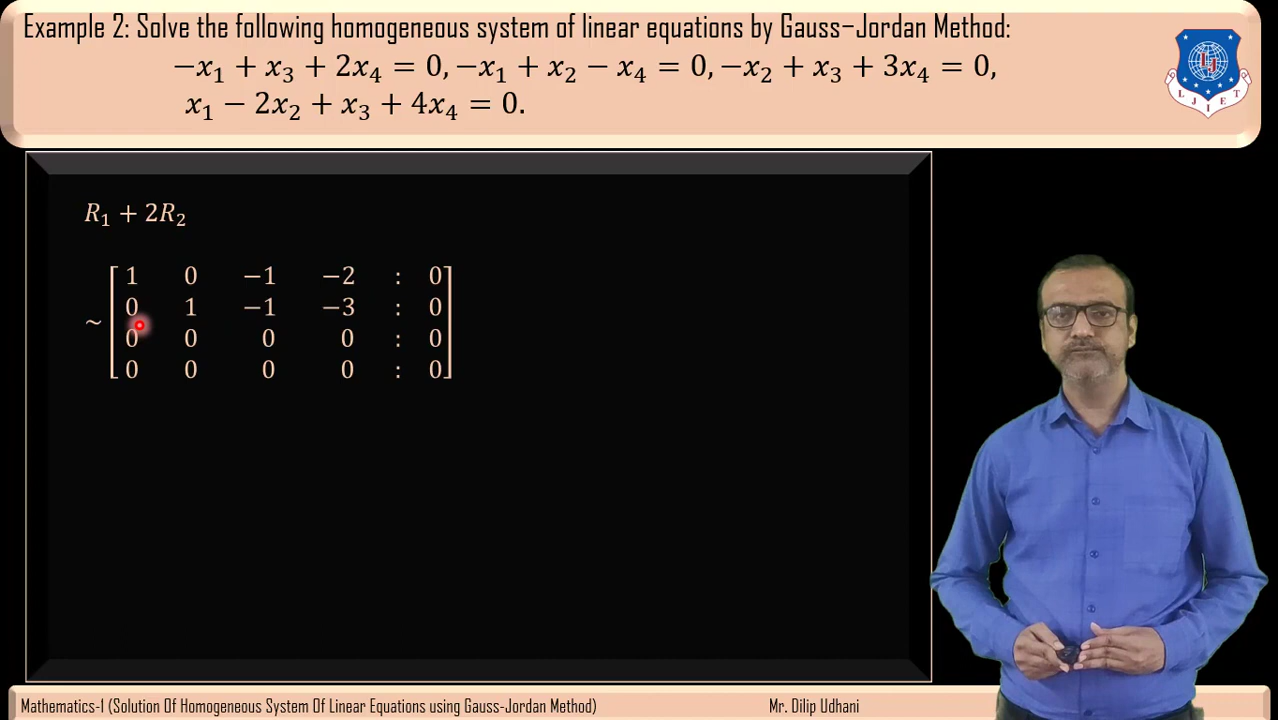 Example 2: Solve the following homogeneous system of linear equations by Gauss−Jordan Method:
−x₁ + x₃ + 2x₄ = 0, −x₁ + x₂ − x₄ = 0, −x₂ + x₃ + 3x₄ = 0,
x₁ − 2x₂ + x₃ + 4x₄ = 0.
LJIET
R₁ + 2R₂
1 0 −1 −2 : 0
0 1 −1 −3 : 0
~ 0 0 0 0 : 0
0 0 0 0 : 0
Mathematics-1 (Solution Of Homogeneous System Of Linear Equations using Gauss-Jordan Method) Mr. Dilip Udhani